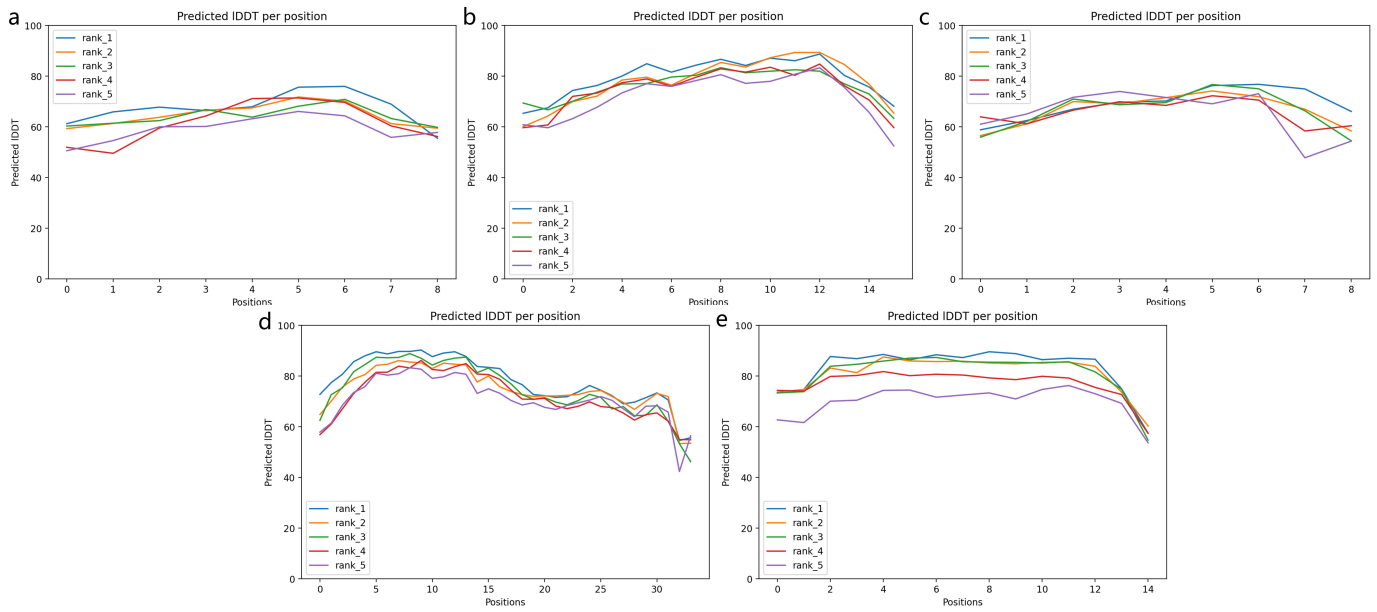 a
Predicted lDDT per position
100
80
60
40
20
0
Predicted lDDT
rank_1
rank_2
rank_3
rank_4
rank_5
0 1 2 3 4 5 6 7 8
Positions
b
Predicted lDDT per position
100
80
60
40
20
0
Predicted lDDT
rank_1
rank_2
rank_3
rank_4
rank_5
0 2 4 6 8 10 12 14
Positions
c
Predicted lDDT per position
100
80
60
40
20
0
Predicted lDDT
rank_1
rank_2
rank_3
rank_4
rank_5
0 1 2 3 4 5 6 7 8
Positions
d
Predicted lDDT per position
100
80
60
40
20
0
Predicted lDDT
rank_1
rank_2
rank_3
rank_4
rank_5
0 5 10 15 20 25 30
Positions
e
Predicted lDDT per position
100
80
60
40
20
0
Predicted lDDT
rank_1
rank_2
rank_3
rank_4
rank_5
0 2 4 6 8 10 12 14
Positions